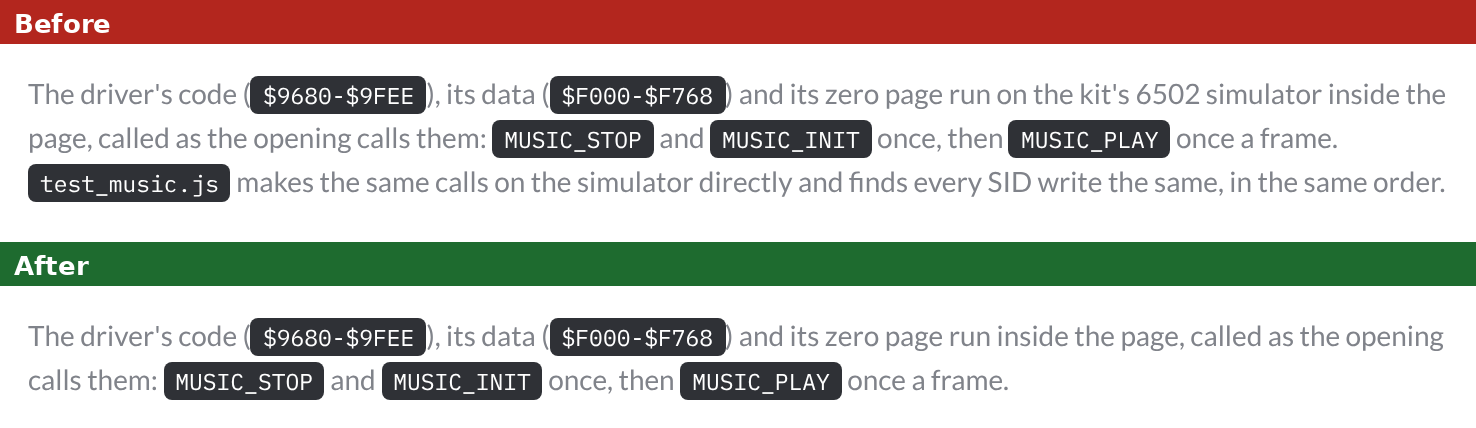 Before
The driver's code ($9680-$9FEE), its data ($F000-$F768) and its zero page run on the kit's 6502 simulator inside the
page, called as the opening calls them: MUSIC_STOP and MUSIC_INIT once, then MUSIC_PLAY once a frame.
test_music.js makes the same calls on the simulator directly and finds every SID write the same, in the same order.
After
The driver's code ($9680-$9FEE), its data ($F000-$F768) and its zero page run inside the page, called as the opening
calls them: MUSIC_STOP and MUSIC_INIT once, then MUSIC_PLAY once a frame.